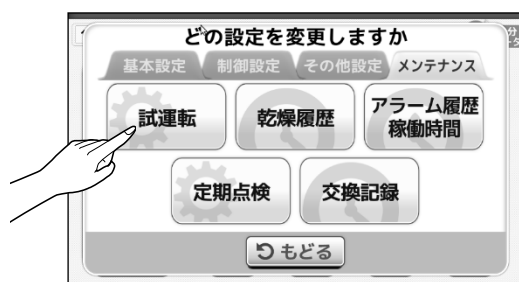 どの設定を変更しますか
基本設定 制御設定 その他設定 メンテナンス
試運転 乾燥履歴 アラーム履歴
稼働時間
定期点検 交換記録
もどる
分